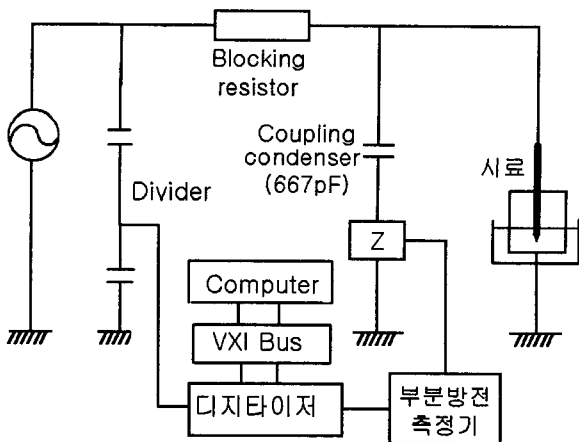 Blocking
resistor
Coupling
condenser
(667pF)
시료
Divider
Z
Computer
VXI Bus
디지타이저
부분방전
측정기